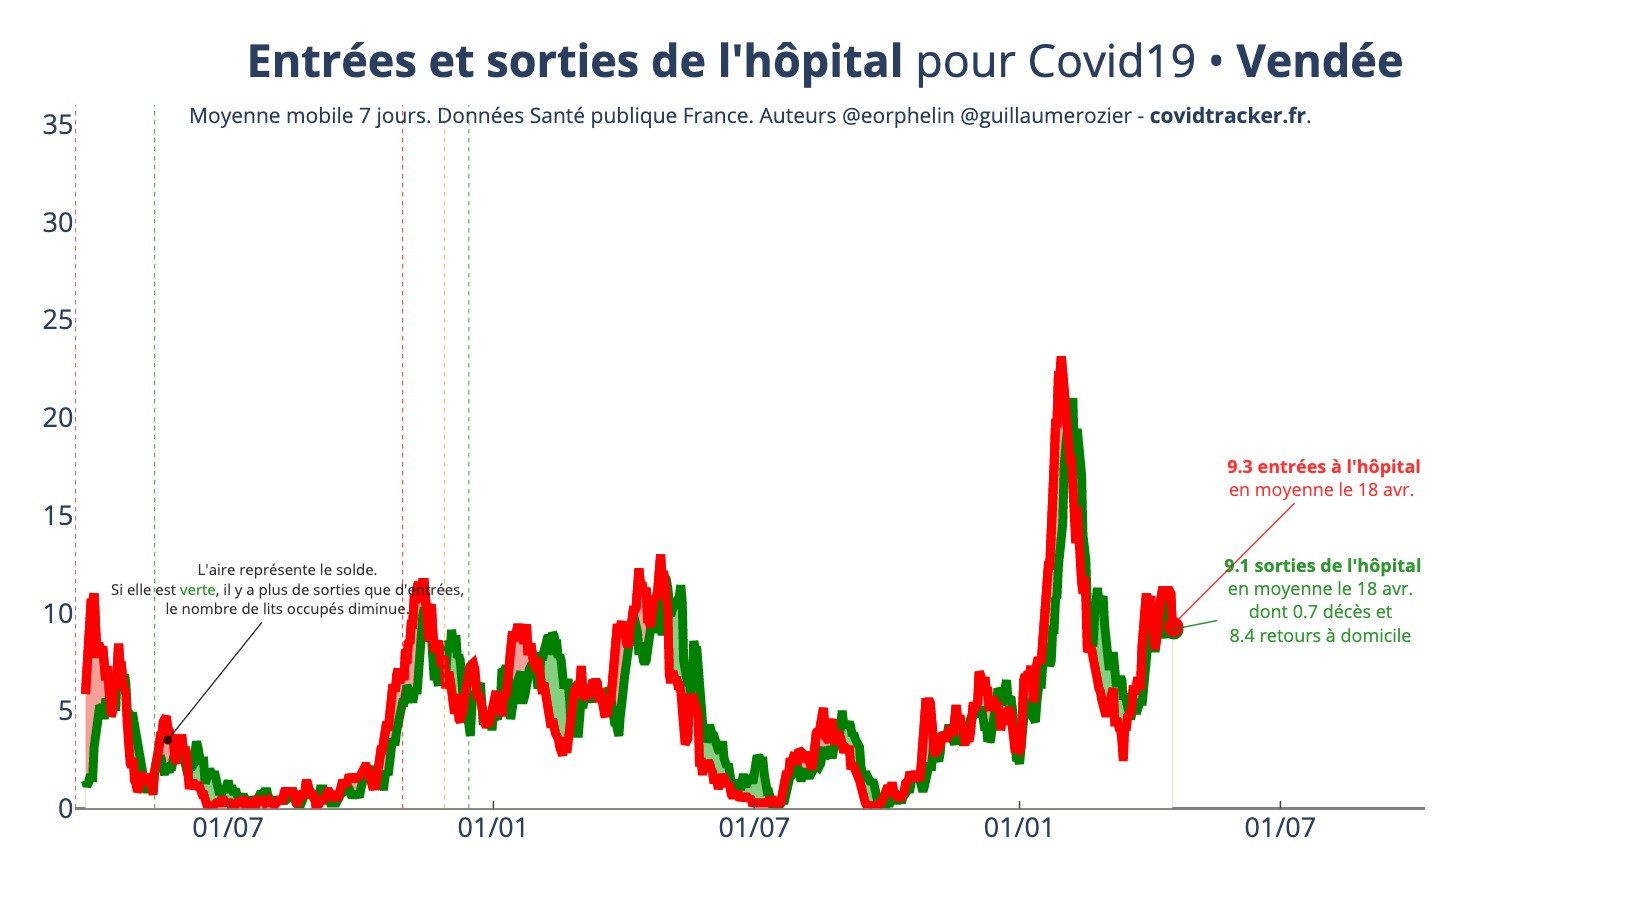 Entrées et sorties de l'hôpital pour Covid19 • Vendée
Moyenne mobile 7 jours. Données Santé publique France. Auteurs @eorphelin @guillaumerozier - covidtracker.fr.
35
30
25
20
15
10
5
0
L'aire représente le solde.
Si elle est verte, il y a plus de sorties que d'entrées,
le nombre de lits occupés diminue.
9.3 entrées à l'hôpital
en moyenne le 18 avr.
9.1 sorties de l'hôpital
en moyenne le 18 avr.
dont 0.7 décès et
8.4 retours à domicile
01/07
01/01
01/07
01/01
01/07